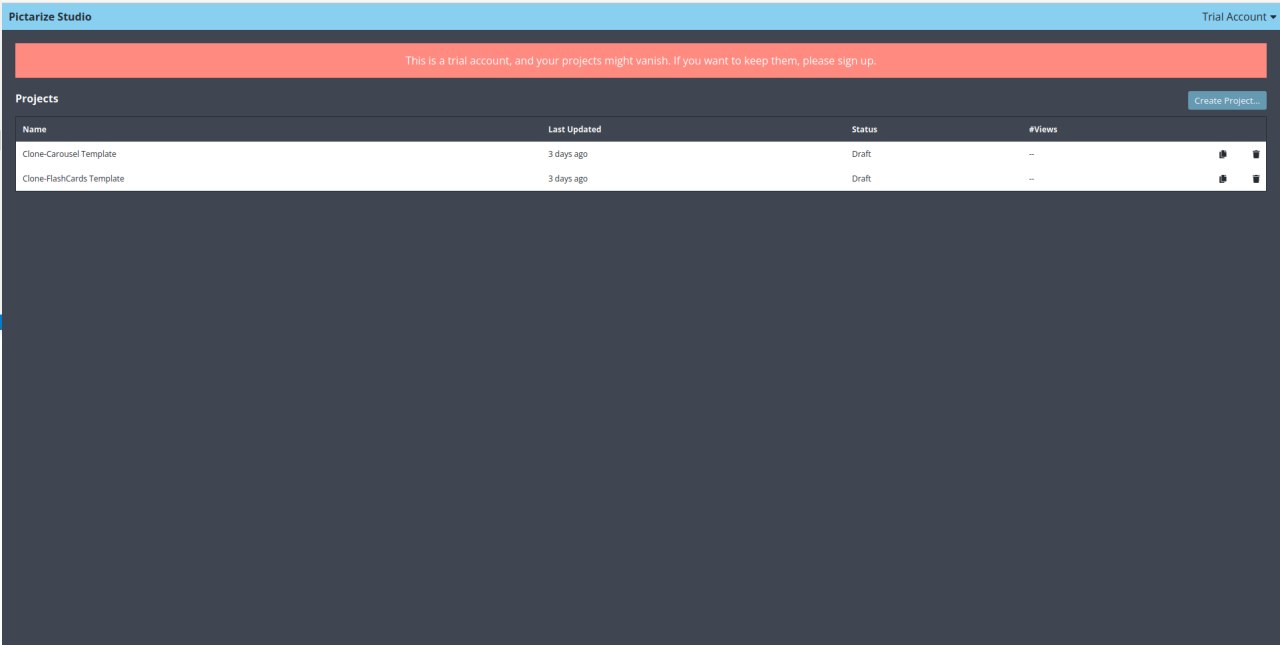 Pictarize Studio Trial Account
This is a trial account, and your projects might vanish. If you want to keep them, please sign up.
Projects Create Project...
Name Last Updated Status #Views
Clone-Carousel Template 3 days ago Draft --
Clone-FlashCards Template 3 days ago Draft --